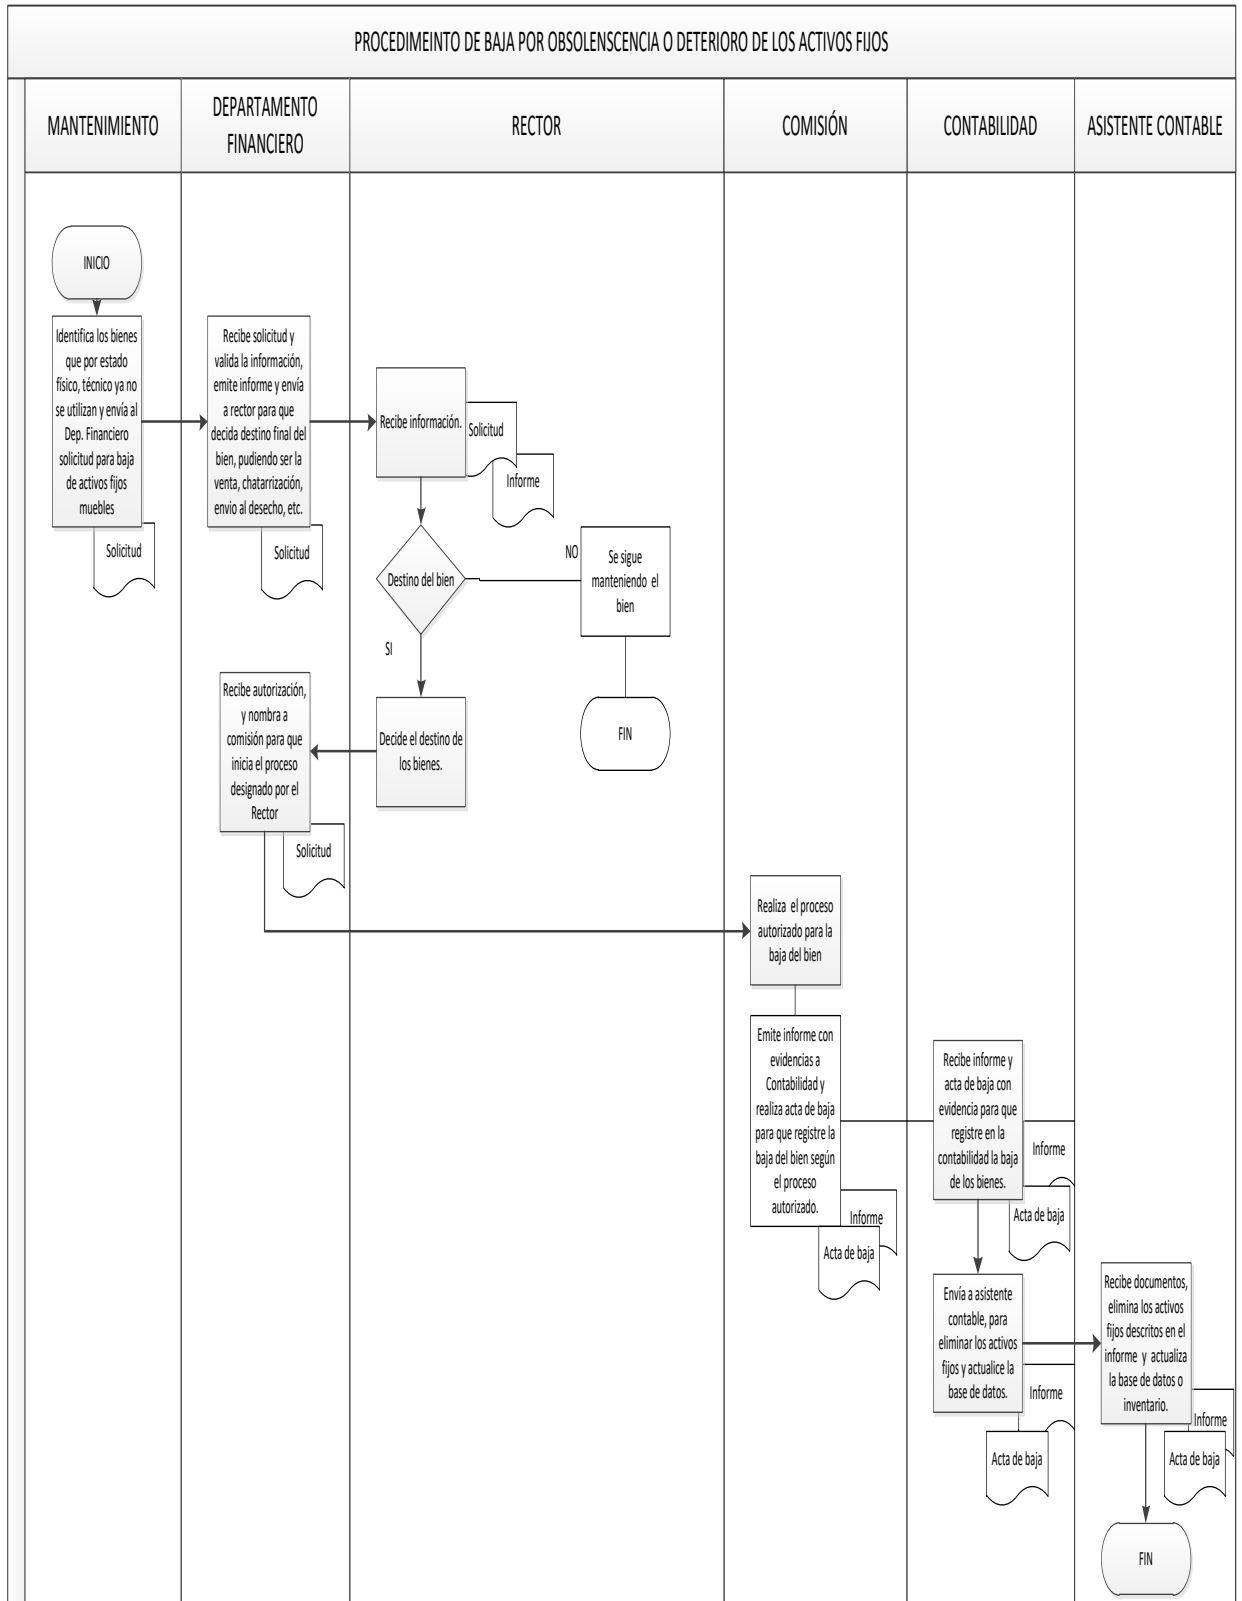 PROCEDIMEINTO DE BAJA POR OBSOLENSCENCIA O DETERIORO DE LOS ACTIVOS FIJOS
MANTENIMIENTO
DEPARTAMENTO
FINANCIERO
RECTOR
COMISIÓN
CONTABILIDAD
ASISTENTE CONTABLE
INICIO
Identifica los bienes
que por estado
físico, técnico ya no
se utilizan y envía al
Dep. Financiero
solicitud para baja
de activos fijos
muebles
Solicitud
Recibe solicitud y
valida la información,
emite informe y envía
a rector para que
decida destino final del
bien, pudiendo ser la
venta, chatarrización,
envio al desecho, etc.
Solicitud
Recibe información.
Solicitud
Informe
Destino del bien
NO
Se sigue
manteniendo el
bien
FIN
SI
Decide el destino de
los bienes.
Recibe autorización,
y nombra a
comisión para que
inicia el proceso
designado por el
Rector
Solicitud
Realiza el proceso
autorizado para la
baja del bien
Emite informe con
evidencias a
Contabilidad y
realiza acta de baja
para que registre la
baja del bien según
el proceso
autorizado.
Informe
Acta de baja
Recibe informe y
acta de baja con
evidencia para que
registre en la
contabilidad la baja
de los bienes.
Informe
Acta de baja
Envía a asistente
contable, para
eliminar los activos
fijos y actualice la
base de datos.
Informe
Acta de baja
Recibe documentos,
elimina los activos
fijos descritos en el
informe y actualiza
la base de datos o
inventario.
Informe
Acta de baja
FIN